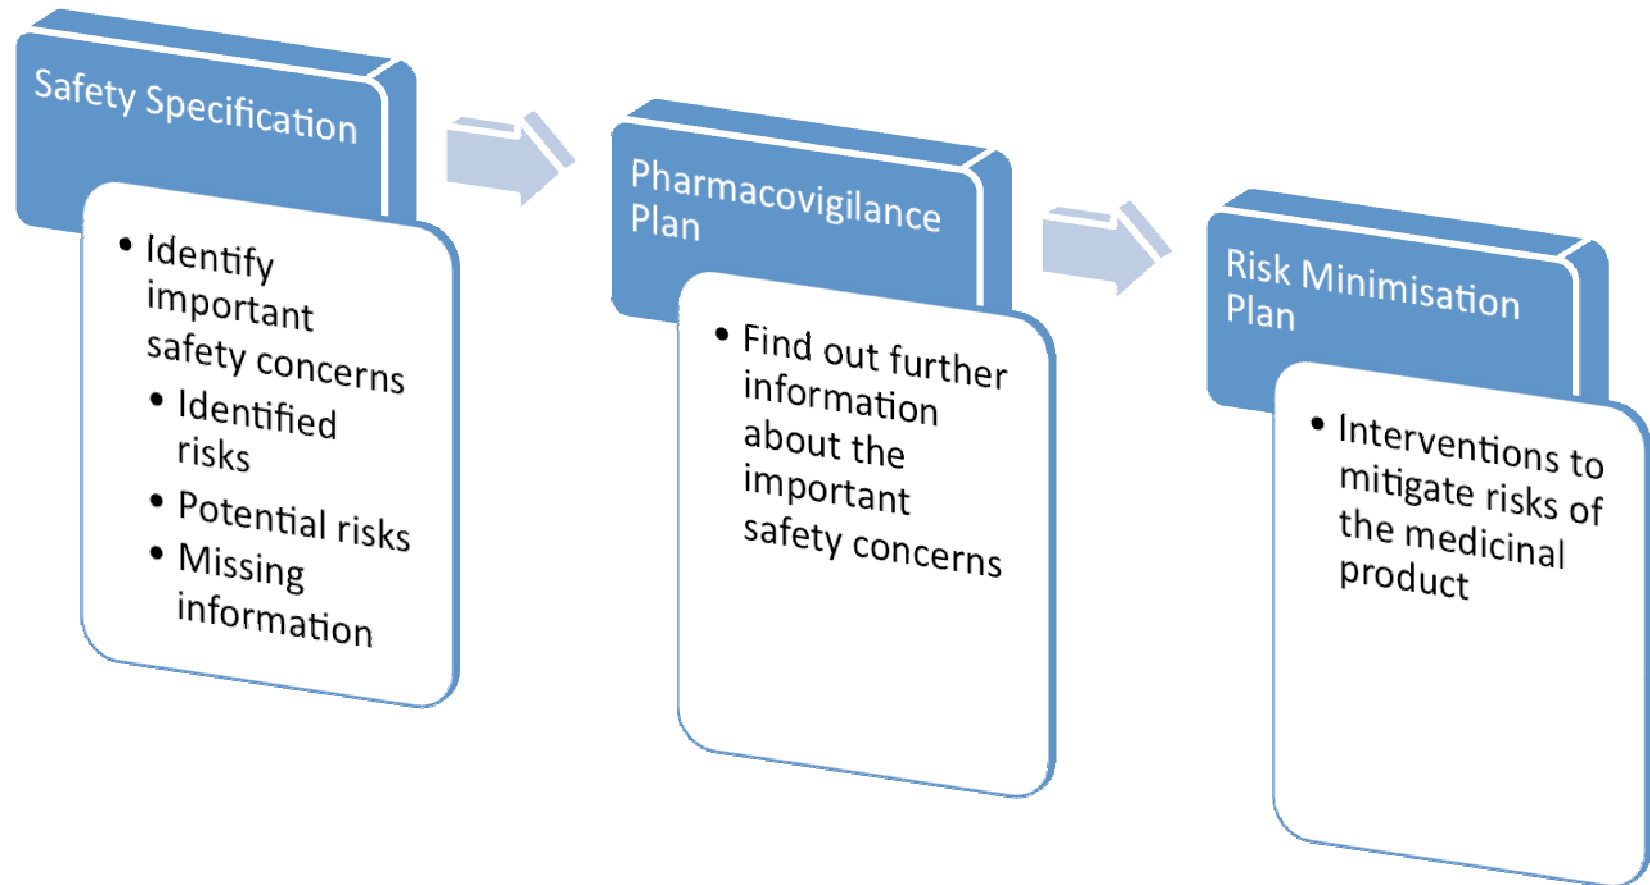 Safety Specification
• Identify
important
safety concerns
• Identified
risks
• Potential risks
• Missing
information
Pharmacovigilance
Plan
• Find out further
information
about the
important
safety concerns
Risk Minimisation
Plan
• Interventions to
mitigate risks of
the medicinal
product